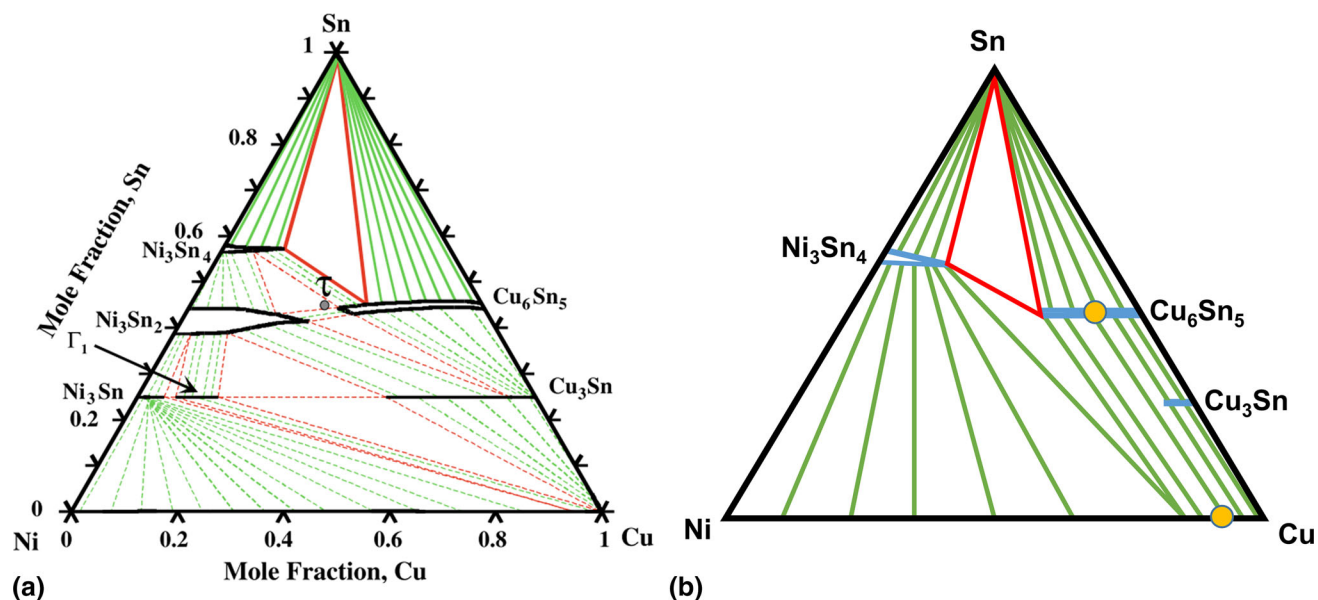 Sn
1
0.8
Mole Fraction, Sn
0.6
Ni₃Sn₄
τ
Cu₆Sn₅
Ni₃Sn₂
Γ₁
Ni₃Sn
Cu₃Sn
0.2
0
Ni
0
0.2
0.4
0.6
0.8
1
Cu
Mole Fraction, Cu
(a)
Sn
Ni₃Sn₄
Cu₆Sn₅
Cu₃Sn
Ni
Cu
(b)